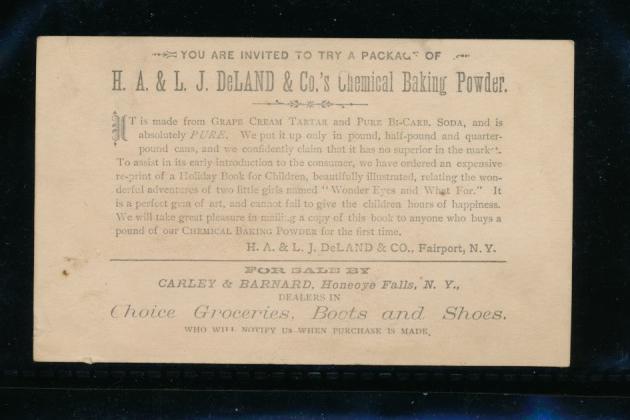 YOU ARE INVITED TO TRY A PACKAGE OF
H. A. & L. J. DeLAND & Co.'s Chemical Baking Powder.
IT is made from GRAPE CREAM TARTAR and PURE BI-CARB. SODA, and is
absolutely PURE. We put it up only in pound, half-pound and quarter-
pound cans, and we confidently claim that it has no superior in the market.
To assist in its early introduction to the consumer, we have ordered an expensive
re-print of a Holiday Book for Children, beautifully illustrated, relating the won-
derful adventures of two little girls named "Wonder Eyes and What For." It
is a perfect gem of art, and cannot fail to give the children hours of happiness.
We will take great pleasure in mailing a copy of this book to anyone who buys a
pound of our CHEMICAL BAKING POWDER for the first time.
H. A. & L. J. DeLAND & CO., Fairport, N. Y.
FOR SALE BY
CARLEY & BARNARD, Honeoye Falls, N. Y.,
DEALERS IN
Choice Groceries, Boots and Shoes,
WHO WILL NOTIFY US WHEN PURCHASE IS MADE.